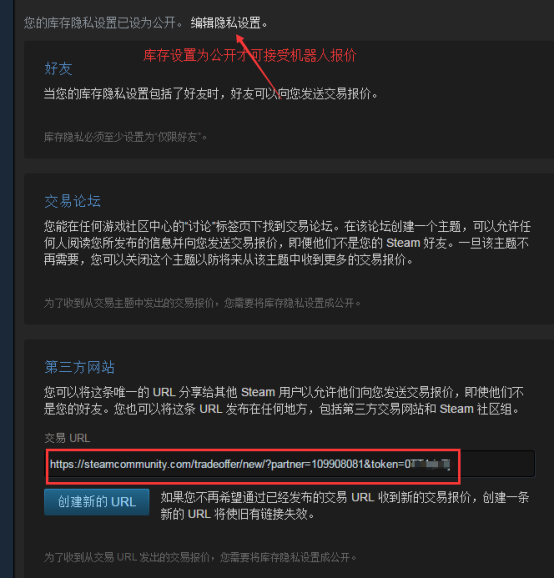 您的库存隐私设置已设为公开。 编辑隐私设置。
库存设置为公开才可接受机器人报价
好友
当您的库存隐私设置包括了好友时，好友可以向您发送交易报价。
库存隐私必须至少设置为“仅限好友”。
交易论坛
您能在任何游戏社区中心的“讨论”标签页下找到交易论坛。在该论坛创建一个主题，可以允许任
何人阅读您所发布的信息并向您发送交易报价，即便他们不是您的 Steam 好友。一旦该主题不
再需要，您可以关闭这个主题以防将来从该主题中收到更多的交易报价。
为了收到从交易主题中发出的交易报价，您需要将库存隐私设置成公开。
第三方网站
您可以将这条唯一的 URL 分享给其他 Steam 用户以允许他们向您发送交易报价，即使他们不
是您的好友。您也可以将这条 URL 发布在任何地方，包括第三方交易网站和 Steam 社区组。
交易 URL
https://steamcommunity.com/tradeoffer/new/?partner=109908081&token=0
创建新的 URL
如果您不再希望通过已经发布的交易 URL 收到新的交易报价，创建一条
新的 URL 将使旧有链接失效。
为了收到从交易 URL 发出的交易报价，您需要将库存隐私设置成公开。